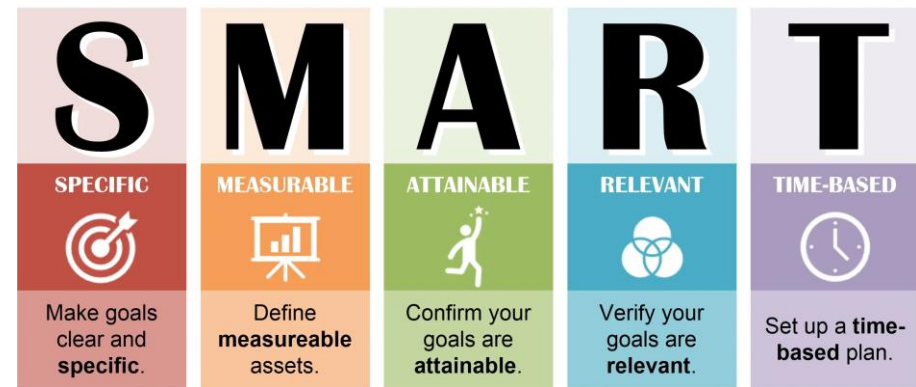 S
SPECIFIC
Make goals
clear and
specific.
M
MEASURABLE
Define
measureable
assets.
A
ATTAINABLE
Confirm your
goals are
attainable.
R
RELEVANT
Verify your
goals are
relevant.
T
TIME-BASED
Set up a time-
based plan.